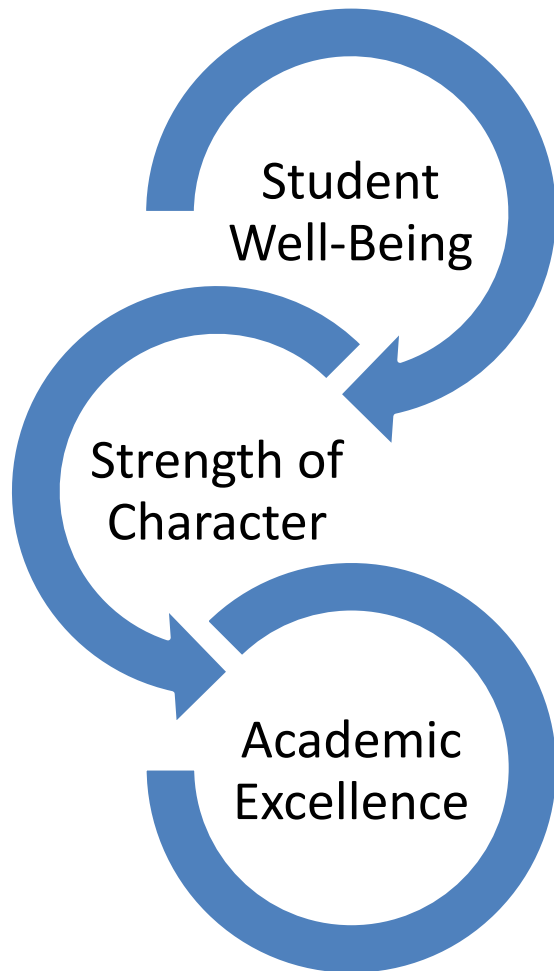 Student
Well-Being
Strength of
Character
Academic
Excellence